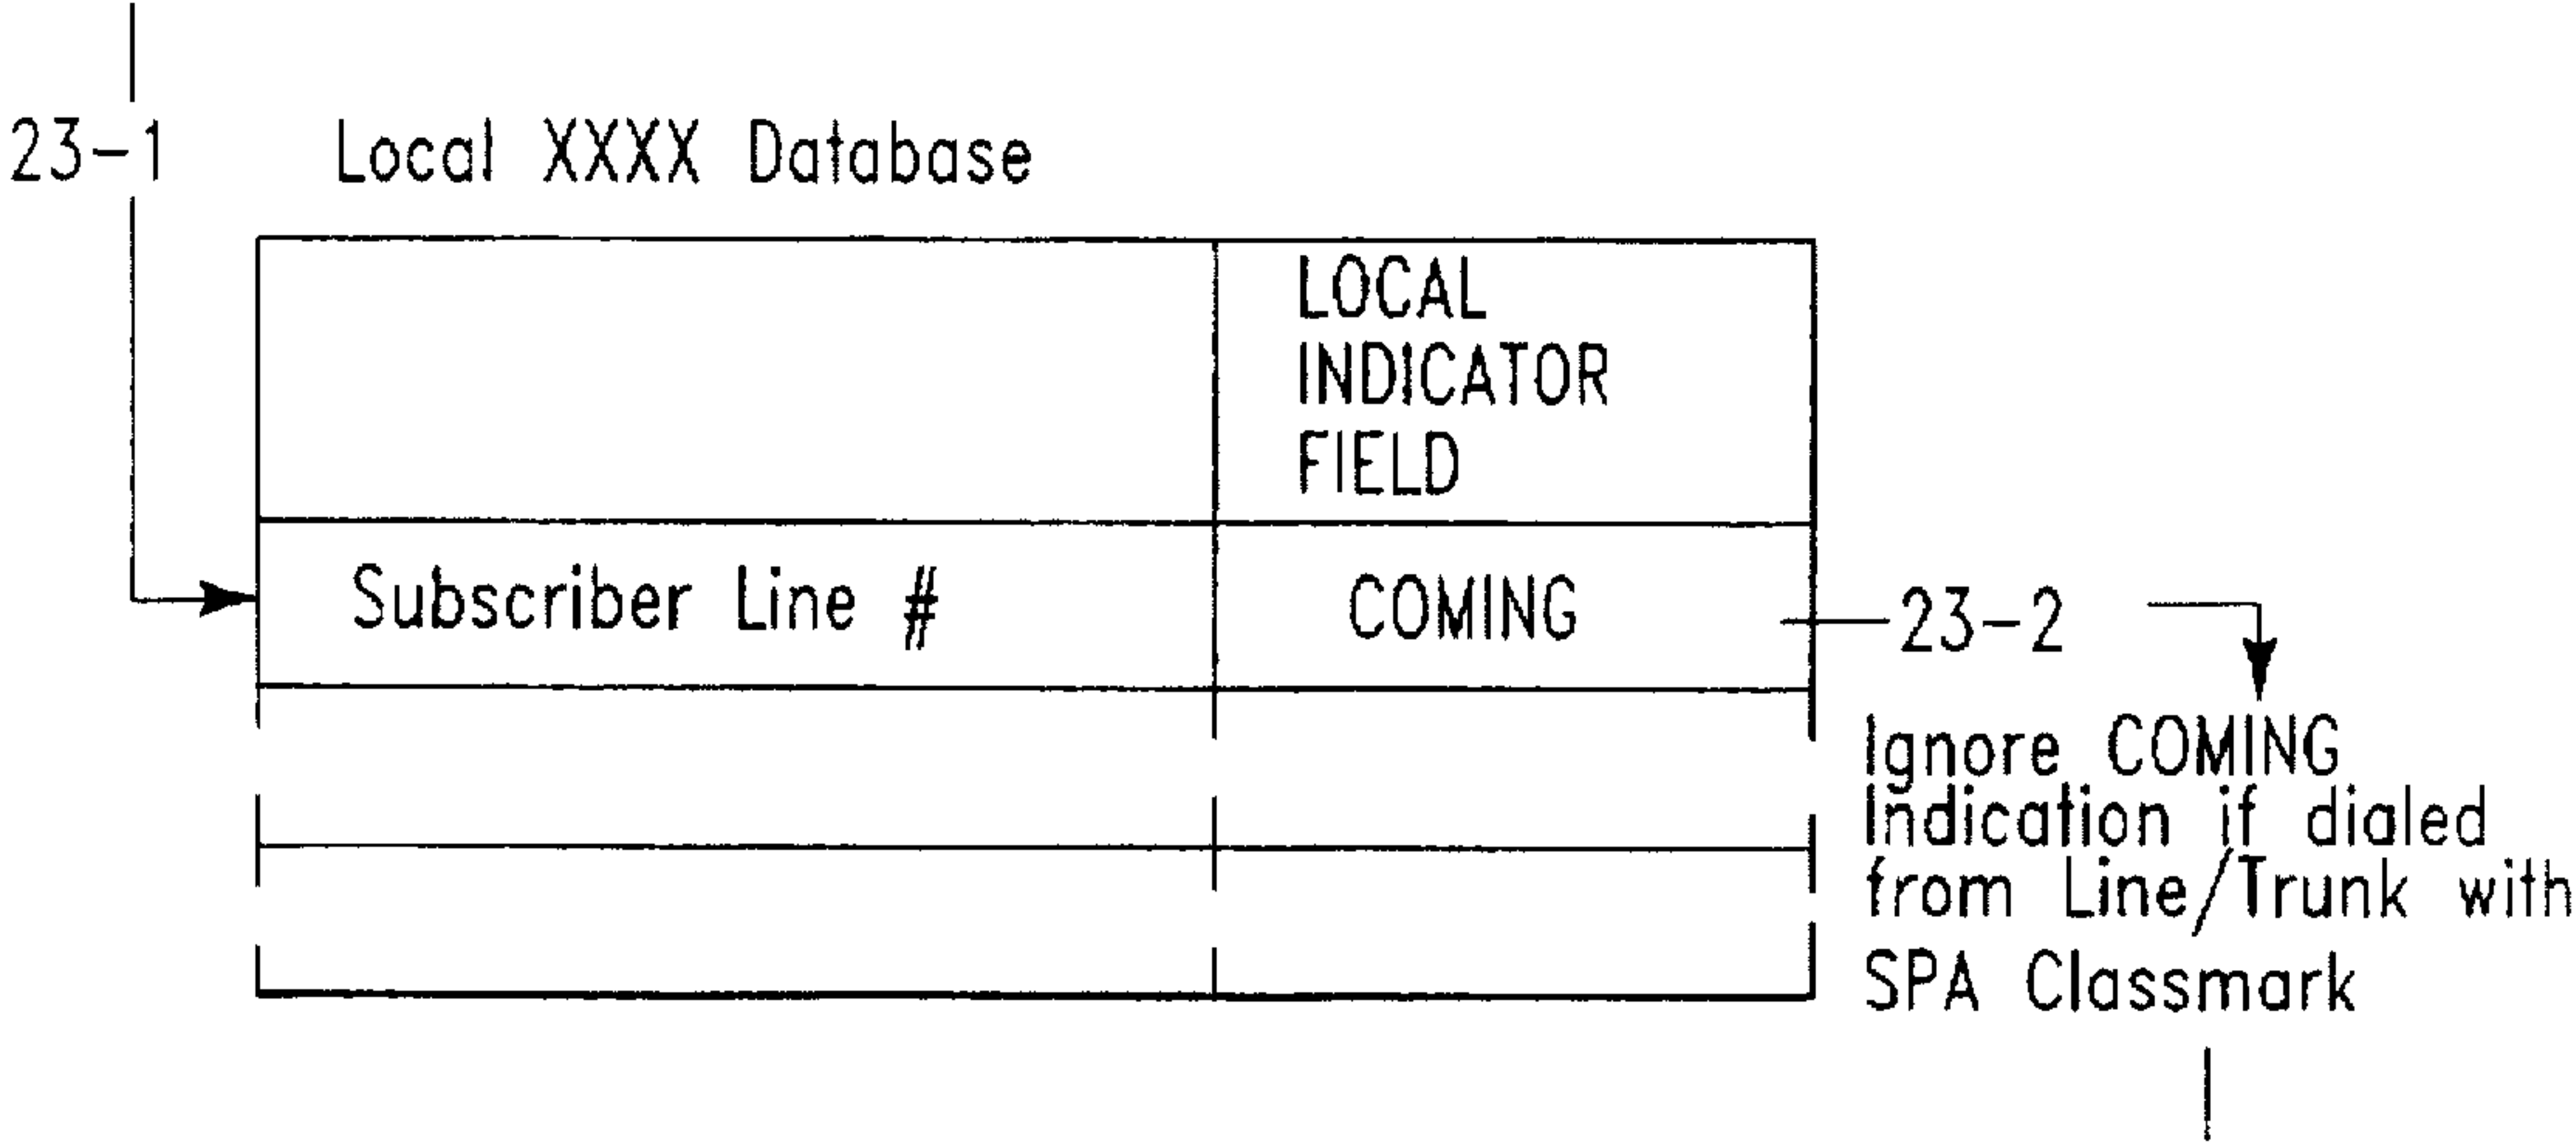 23-1 Local XXXX Database
LOCAL
INDICATOR
FIELD
Subscriber Line # COMING 23-2
Ignore COMING
Indication if dialed
from Line/Trunk with
SPA Classmark